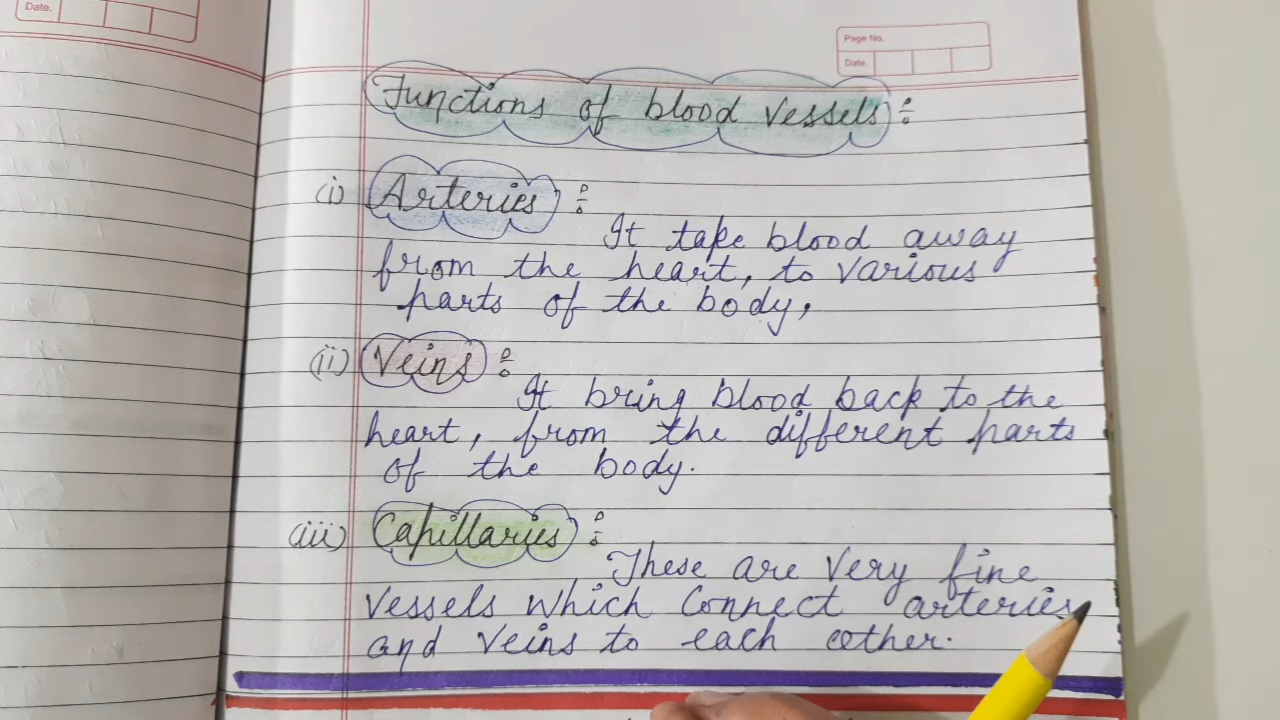 Date.
Page No.
Date.
Functions of blood vessels:
(i) Arteries:
It take blood away
from the heart, to various
parts of the body,
(ii) Veins:
It bring blood back to the
heart, from the different parts
of the body.
(iii) Capillaries:
These are very fine
vessels which connect arteries
and veins to each oether.